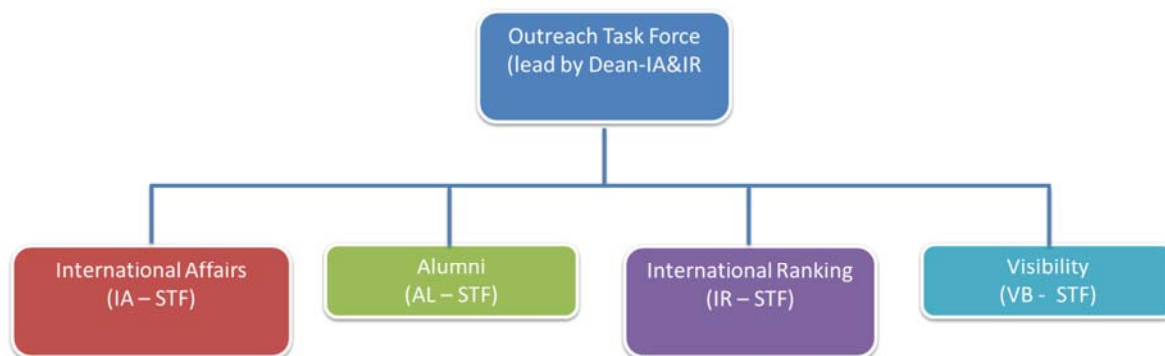 Outreach Task Force
(lead by Dean-IA&IR
International Affairs
(IA – STF)
Alumni
(AL – STF)
International Ranking
(IR – STF)
Visibility
(VB - STF)